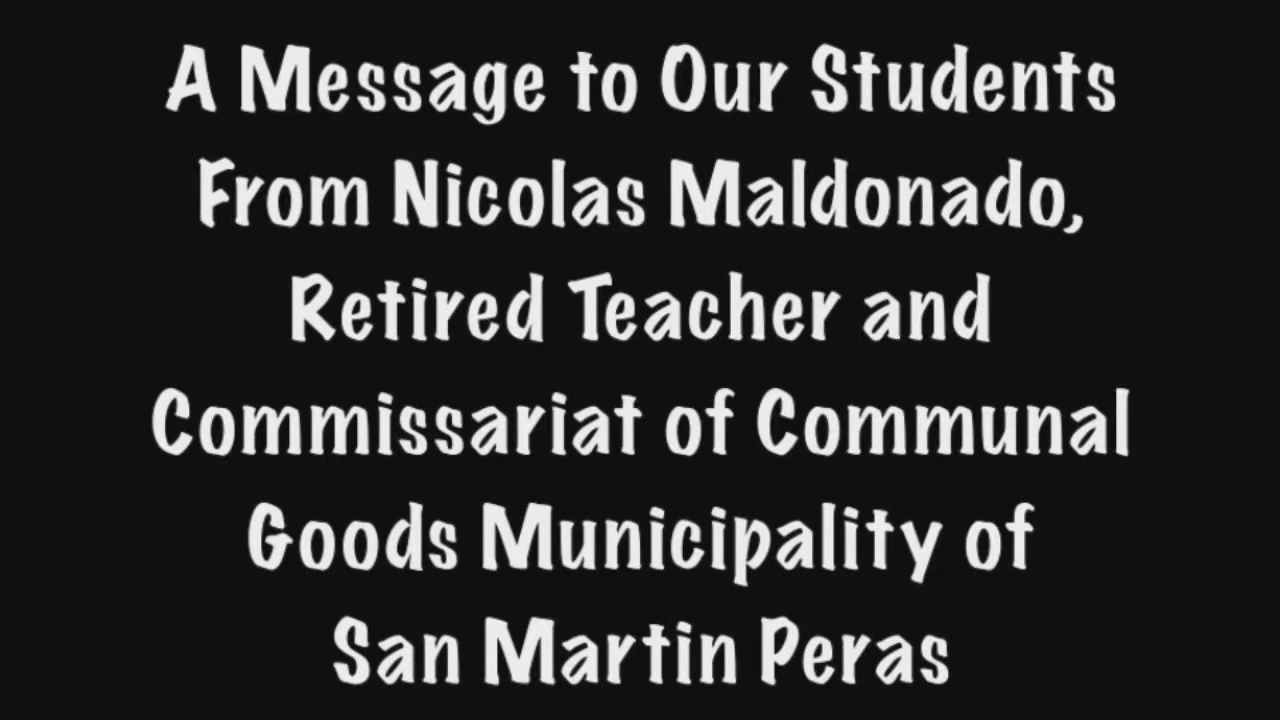 A Message to Our Students
From Nicolas Maldonado,
Retired Teacher and
Commissariat of Communal
Goods Municipality of
San Martin Peras